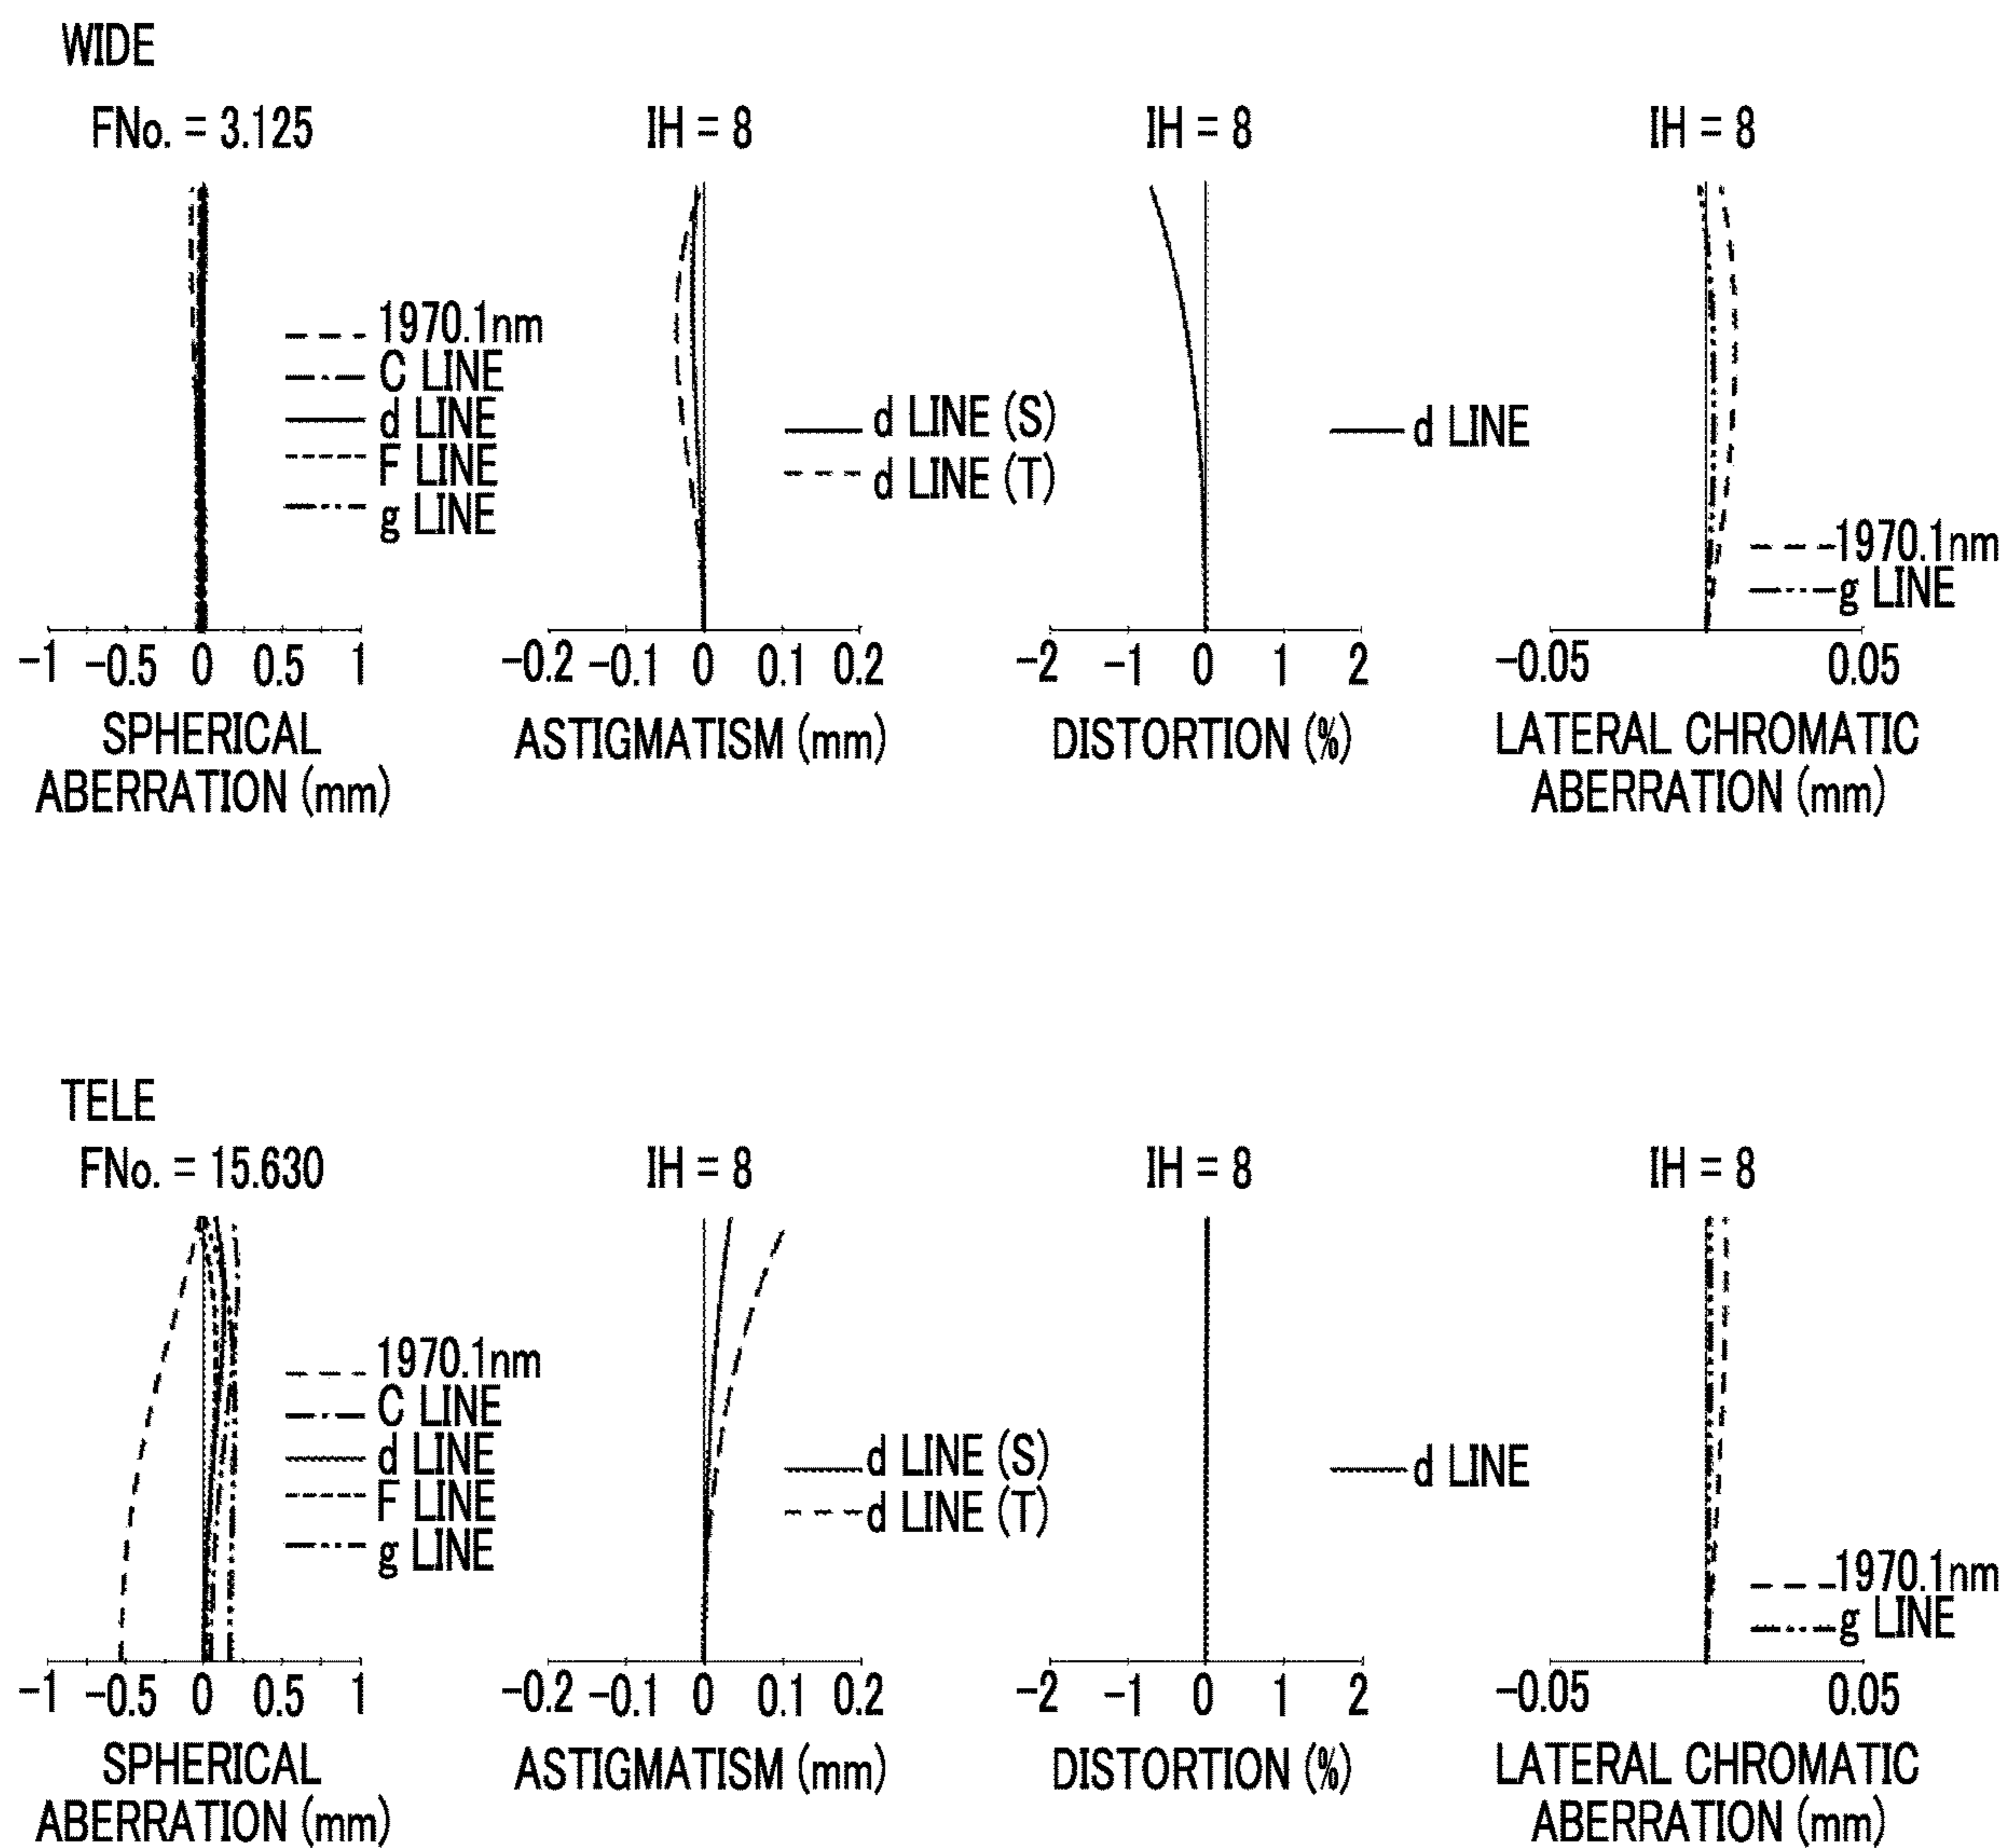 WIDE
FNo. = 3.125
IH = 8
IH = 8
IH = 8
1970.1nm
C LINE
d LINE
F LINE
g LINE
d LINE (S)
d LINE (T)
d LINE
1970.1nm
g LINE
-1 -0.5 0 0.5 1
SPHERICAL
ABERRATION (mm)
-0.2 -0.1 0 0.1 0.2
ASTIGMATISM (mm)
-2 -1 0 1 2
DISTORTION (%)
-0.05 0.05
LATERAL CHROMATIC
ABERRATION (mm)
TELE
FNo. = 15.630
IH = 8
IH = 8
IH = 8
1970.1nm
C LINE
d LINE
F LINE
g LINE
d LINE (S)
d LINE (T)
d LINE
1970.1nm
g LINE
-1 -0.5 0 0.5 1
SPHERICAL
ABERRATION (mm)
-0.2 -0.1 0 0.1 0.2
ASTIGMATISM (mm)
-2 -1 0 1 2
DISTORTION (%)
-0.05 0.05
LATERAL CHROMATIC
ABERRATION (mm)